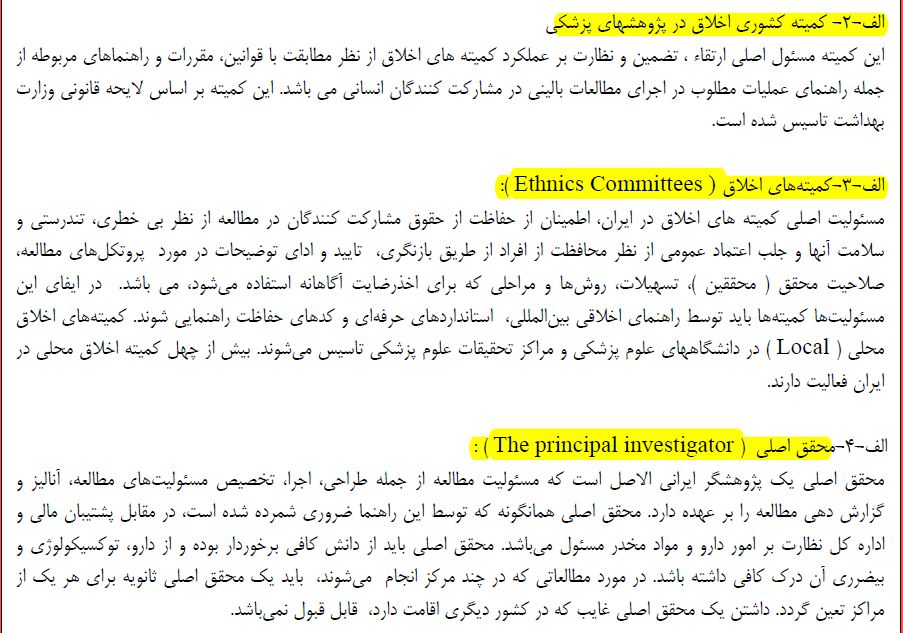 الف-۲- کمیته کشوری اخلاق در پژوهشهای پزشکی
این کمیته مسئول اصلی ارتقاء ، تضمین و نظارت بر عملکرد کمیته های اخلاق از نظر مطابقت با قوانین، مقررات و راهنماهای مربوطه از
جمله راهنمای عملیات مطلوب در اجرای مطالعات بالینی در مشارکت کنندگان انسانی می باشد. این کمیته بر اساس لایحه قانونی وزارت
بهداشت تاسیس شده است.
الف-۳-کمیته‌های اخلاق ( Ethnics Committees ):
مسئولیت اصلی کمیته های اخلاق در ایران، اطمینان از حفاظت از حقوق مشارکت کنندگان در مطالعه از نظر بی خطری، تندرستی و
سلامت آنها و جلب اعتماد عمومی از نظر محافظت از افراد از طریق بازنگری، تایید و ادای توضیحات در مورد پروتکل‌های مطالعه،
صلاحیت محقق ( محققین )، تسهیلات، روش‌ها و مراحلی که برای اخذرضایت آگاهانه استفاده می‌شود، می باشد. در ایفای این
مسئولیت‌ها کمیته‌ها باید توسط راهنمای اخلاقی بین‌المللی، استانداردهای حرفه‌ای و کدهای حفاظت راهنمایی شوند. کمیته‌های اخلاق
محلی ( Local ) در دانشگاههای علوم پزشکی و مراکز تحقیقات علوم پزشکی تاسیس می‌شوند. بیش از چهل کمیته اخلاق محلی در
ایران فعالیت دارند.
الف-۴-محقق اصلی ( The principal investigator ) :
محقق اصلی یک پژوهشگر ایرانی الاصل است که مسئولیت مطالعه از جمله طراحی، اجرا، تخصیص مسئولیت‌های مطالعه، آنالیز و
گزارش دهی مطالعه را بر عهده دارد. محقق اصلی همانگونه که توسط این راهنما ضروری شمرده شده است، در مقابل پشتیبان مالی و
اداره کل نظارت بر امور دارو و مواد مخدر مسئول می‌باشد. محقق اصلی باید از دانش کافی برخوردار بوده و از دارو، توکسیکولوژی و
بیضرری آن درک کافی داشته باشد. در مورد مطالعاتی که در چند مرکز انجام می‌شوند، باید یک محقق اصلی ثانویه برای هر یک از
مراکز تعین گردد. داشتن یک محقق اصلی غایب که در کشور دیگری اقامت دارد، قابل قبول نمی‌باشد.